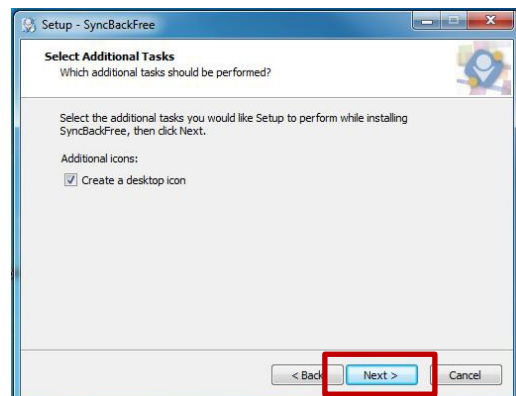 Setup - SyncBackFree
Select Additional Tasks
Which additional tasks should be performed?
Select the additional tasks you would like Setup to perform while installing
SyncBackFree, then click Next.
Additional icons:
Create a desktop icon
< Back Next > Cancel